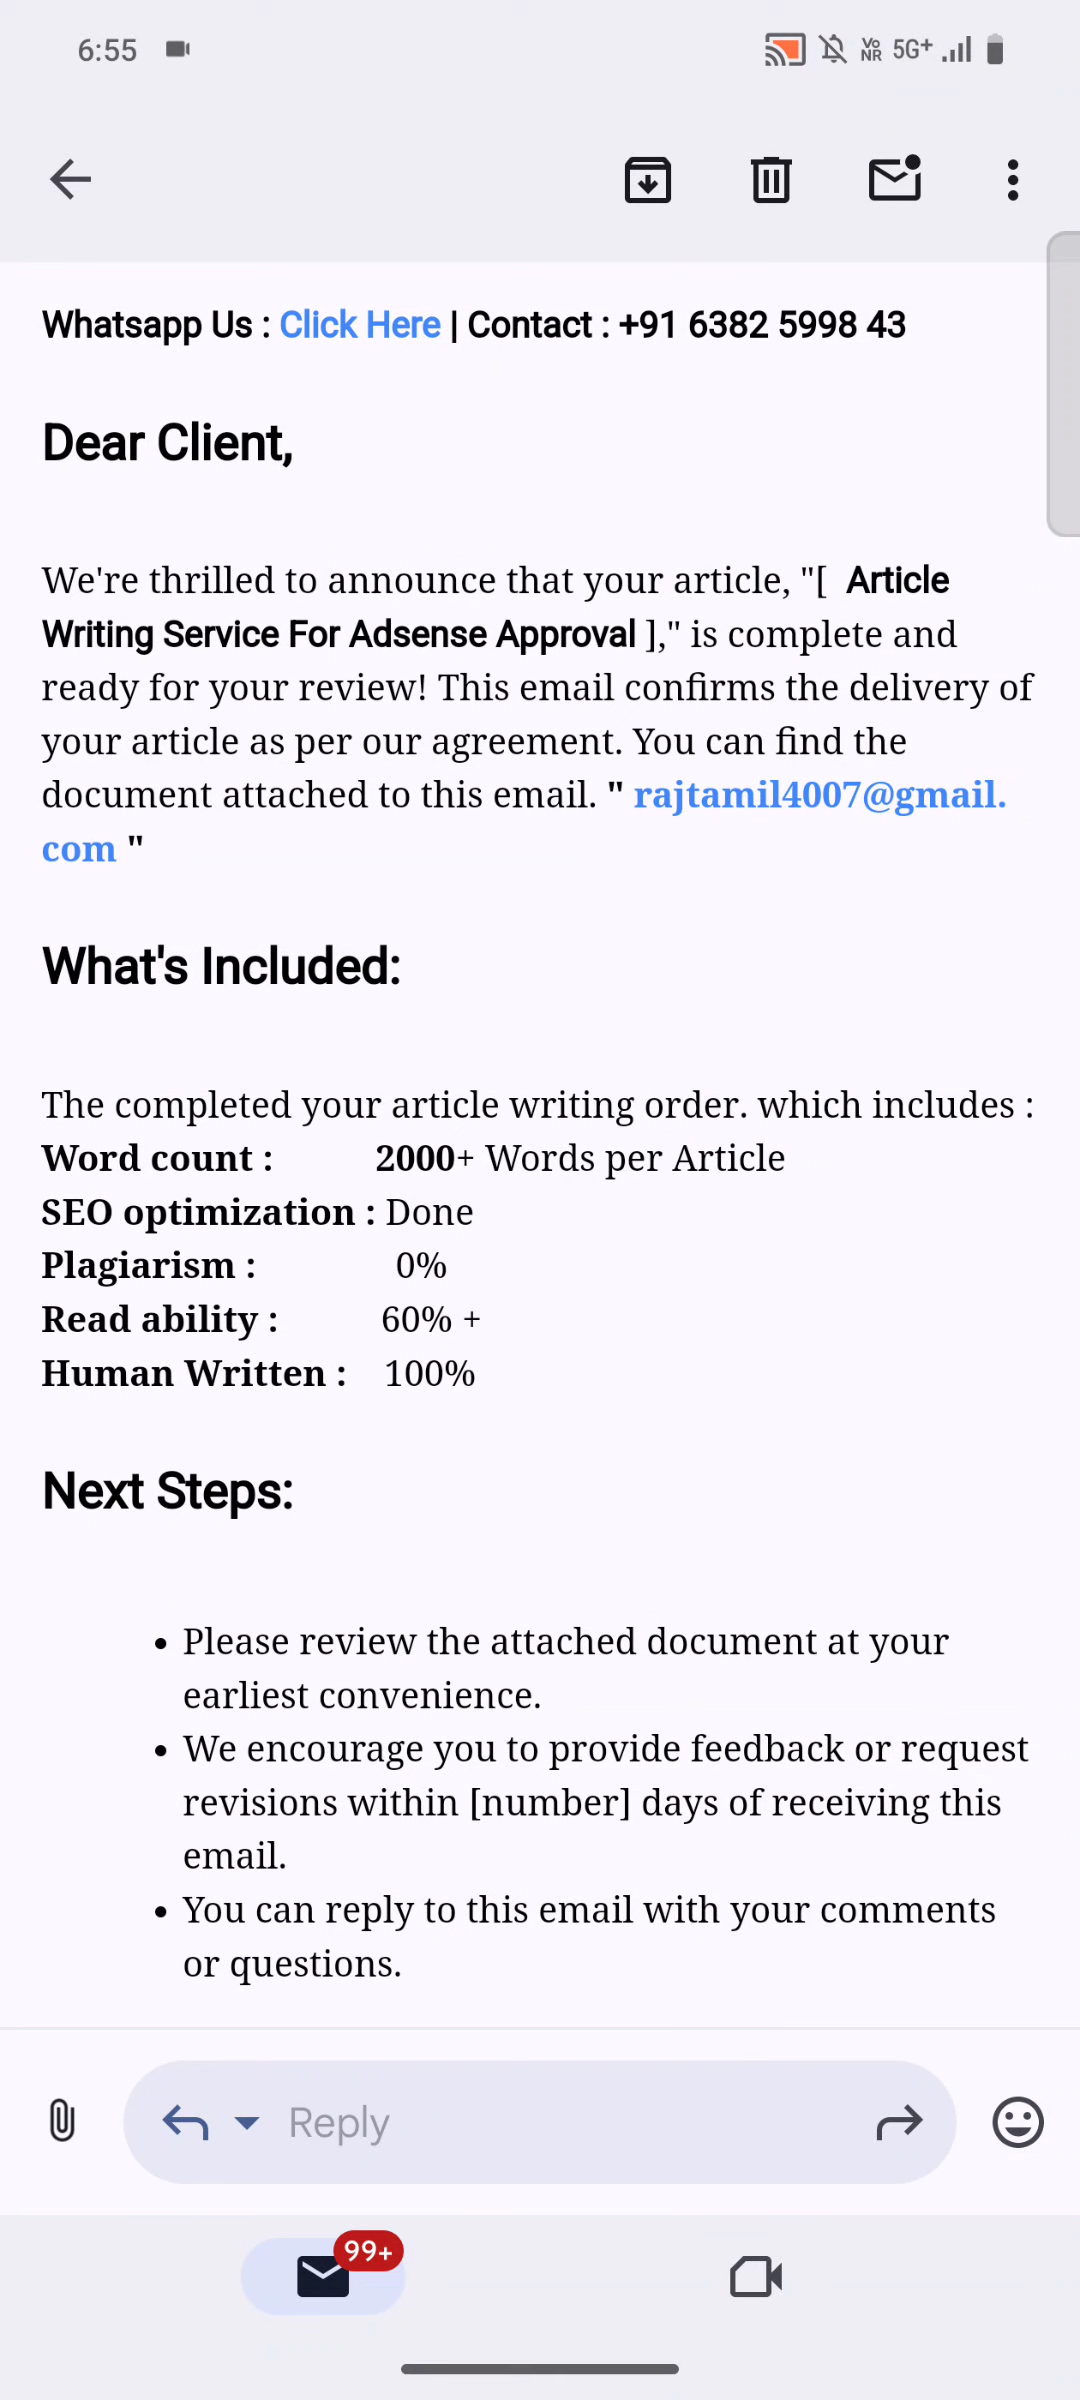 6:55
Vo NR 5G+
Whatsapp Us : Click Here | Contact : +91 6382 5998 43
Dear Client,
We're thrilled to announce that your article, "[  Article
Writing Service For Adsense Approval ]," is complete and
ready for your review! This email confirms the delivery of
your article as per our agreement. You can find the
document attached to this email. " rajtamil4007@gmail.
com "
What's Included:
The completed your article writing order. which includes :
Word count : 2000+ Words per Article
SEO optimization : Done
Plagiarism : 0%
Read ability : 60% +
Human Written : 100%
Next Steps:
• Please review the attached document at your
earliest convenience.
• We encourage you to provide feedback or request
revisions within [number] days of receiving this
email.
• You can reply to this email with your comments
or questions.
Reply
99+